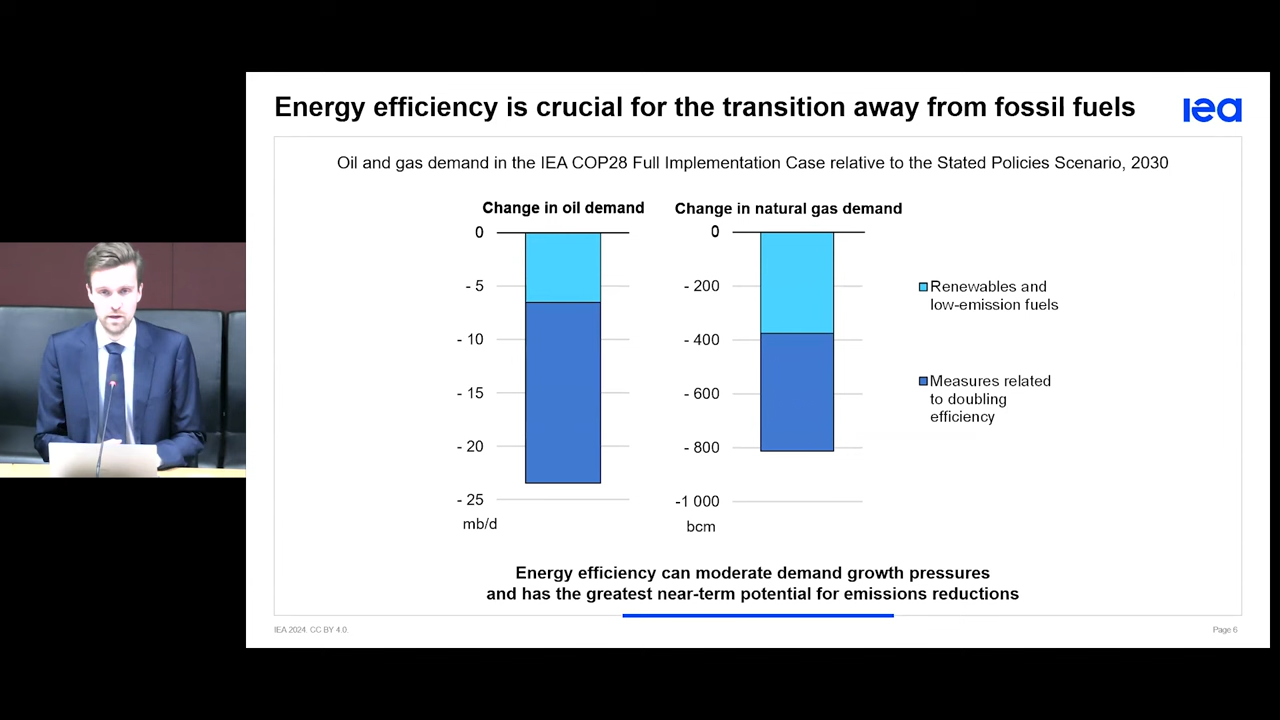 Energy efficiency is crucial for the transition away from fossil fuels
iea
Oil and gas demand in the IEA COP28 Full Implementation Case relative to the Stated Policies Scenario, 2030
Change in oil demand
0
- 5
- 10
- 15
- 20
- 25
mb/d
Change in natural gas demand
0
- 200
- 400
- 600
- 800
-1 000
bcm
Renewables and
low-emission fuels
Measures related
to doubling
efficiency
Energy efficiency can moderate demand growth pressures
and has the greatest near-term potential for emissions reductions
IEA 2024. CC BY 4.0.
Page 6